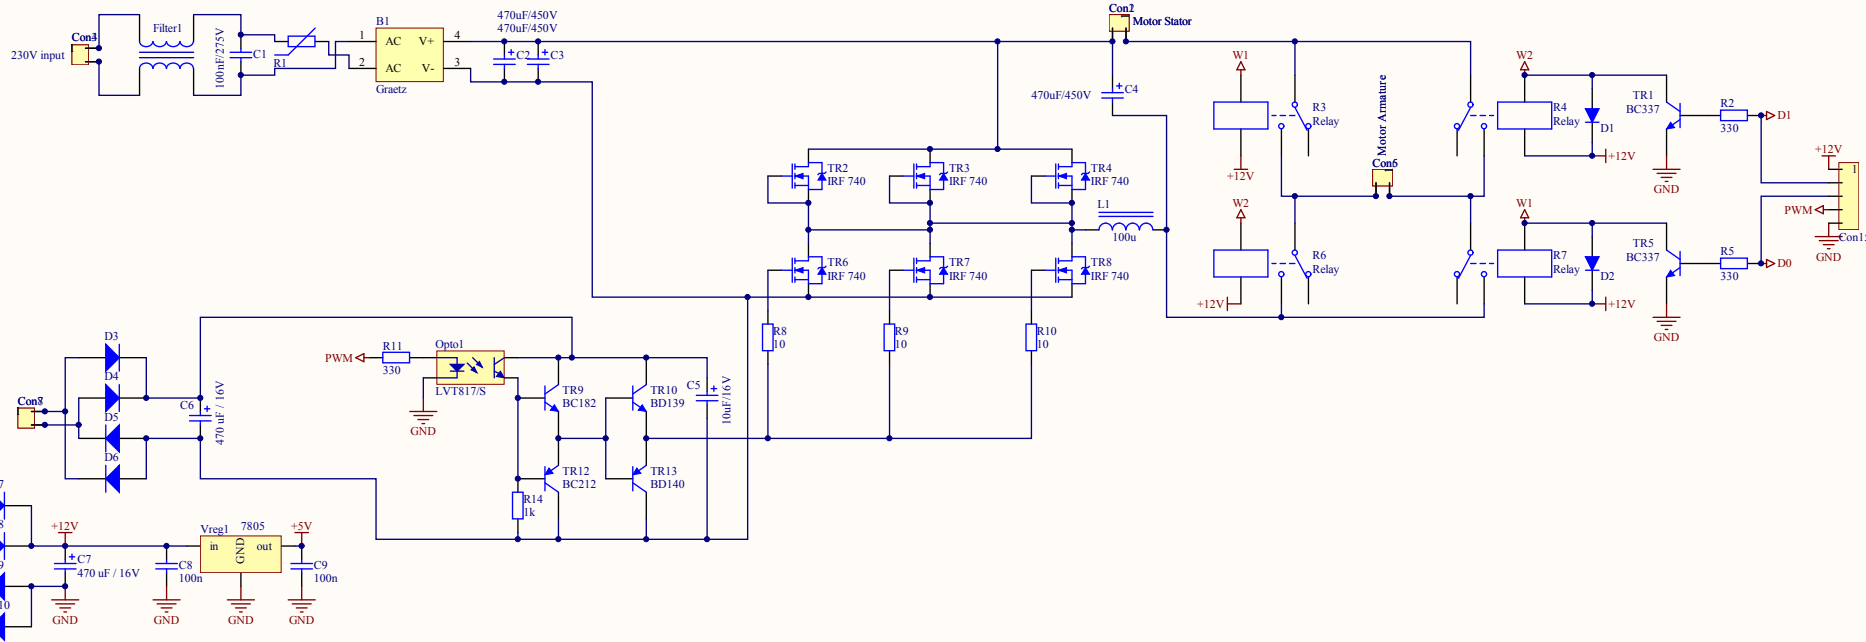 Filter1
230V input
100nF/275V
C1
R1
B1
1
2
AC
AC
V+
V-
4
3
Graetz
470uF/450V
470uF/450V
C2
C3
Motor Stator
470uF/450V
C4
W1
+12V
R3
Relay
Motor Armature
W2
R4
Relay
D1
+12V
TR1
BC337
R2
330
D1
GND
+12V
1
PWM
GND
TR2
IRF 740
TR3
IRF 740
TR4
IRF 740
L1
100u
W2
+12V
R6
Relay
W1
R7
Relay
D2
+12V
TR5
BC337
R5
330
D0
GND
TR6
IRF 740
TR7
IRF 740
TR8
IRF 740
R8
10
R9
10
R10
10
D3
D4
D5
D6
C6
470 uF / 16V
PWM
R11
330
Opto1
LVT817/S
GND
TR9
BC182
TR10
BD139
C5
10uF/16V
TR12
BC212
TR13
BD140
R14
1k
+12V
C7
470 uF / 16V
GND
C8
100n
GND
Vreg1
7805
in
GND
out
GND
+5V
C9
100n
GND